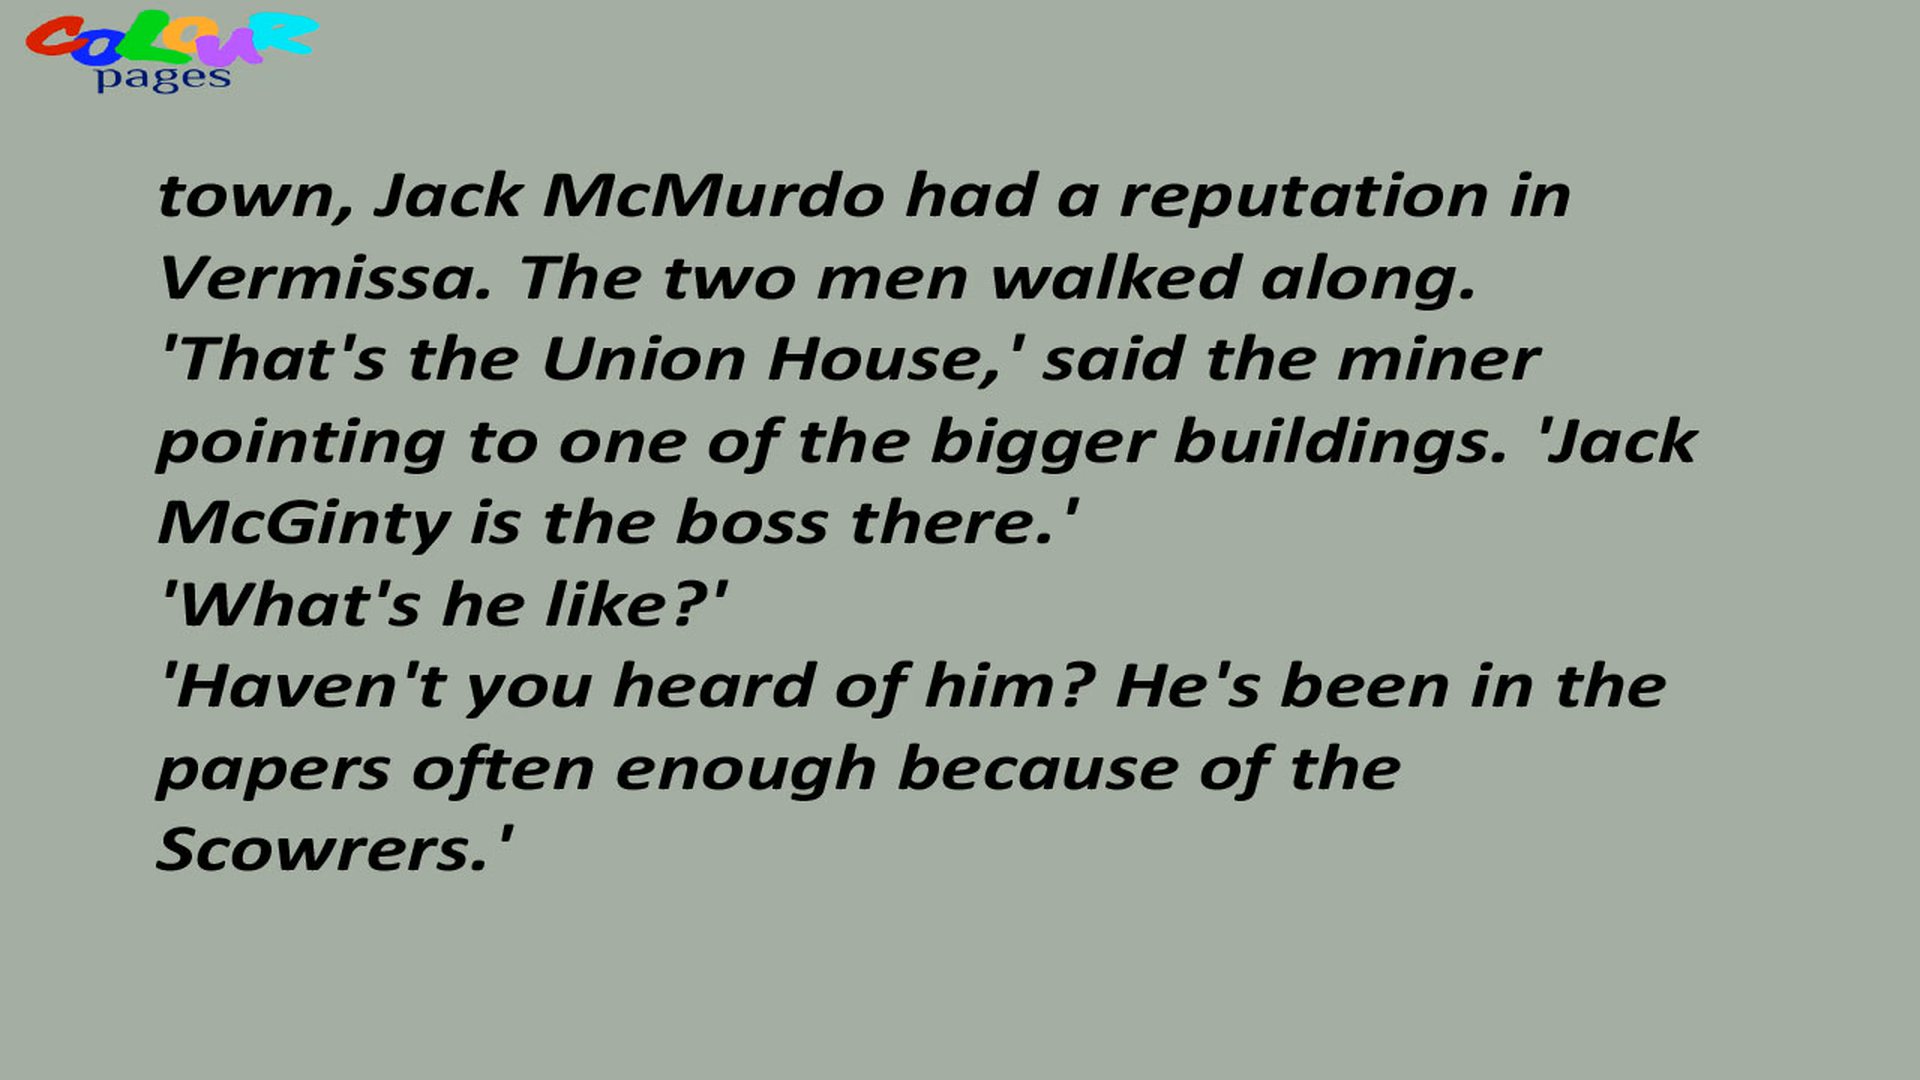 COLOUR
pages
town, Jack McMurdo had a reputation in
Vermissa. The two men walked along.
'That's the Union House,' said the miner
pointing to one of the bigger buildings. 'Jack
McGinty is the boss there.'
'What's he like?'
'Haven't you heard of him? He's been in the
papers often enough because of the
Scowrers.'